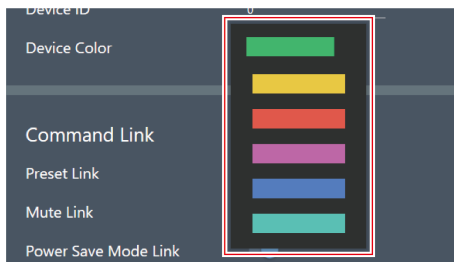 Device ID
0
Device Color
Command Link
Preset Link
Mute Link
Power Save Mode Link